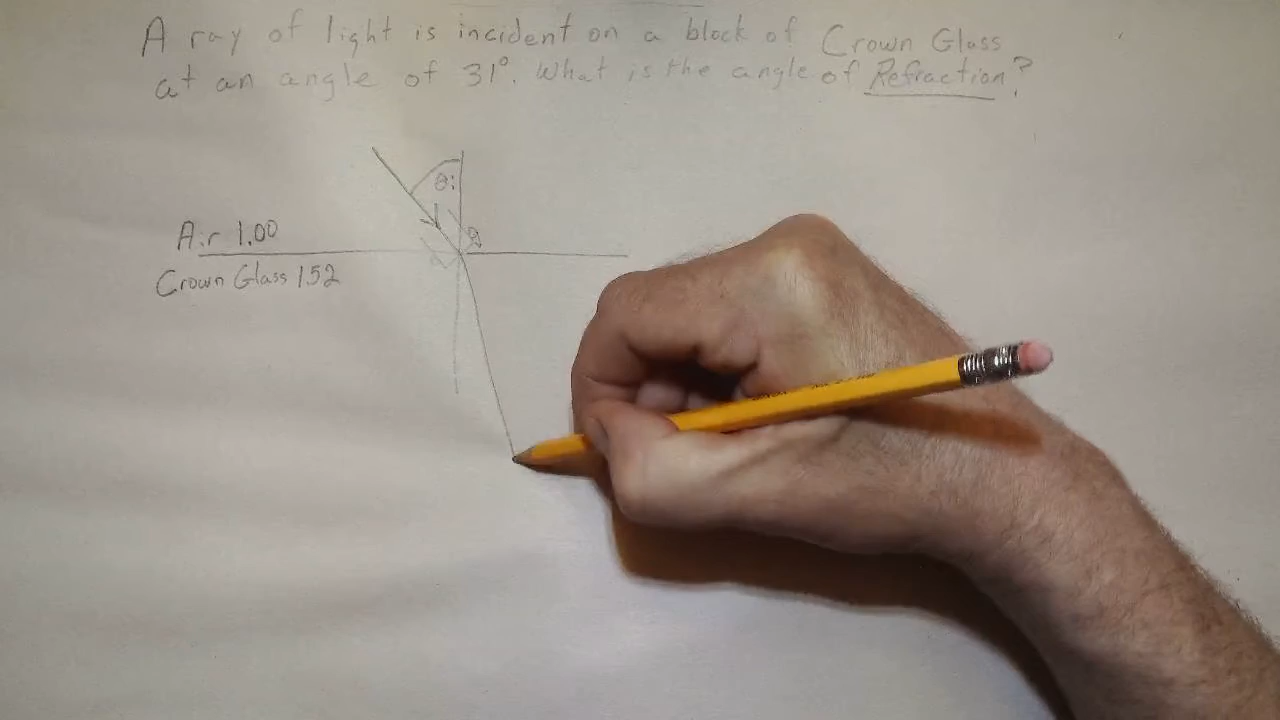 A ray of light is incident on a block of Crown Glass
at an angle of 31°. What is the angle of Refraction?
θi
Air 1.00
Crown Glass 1.52